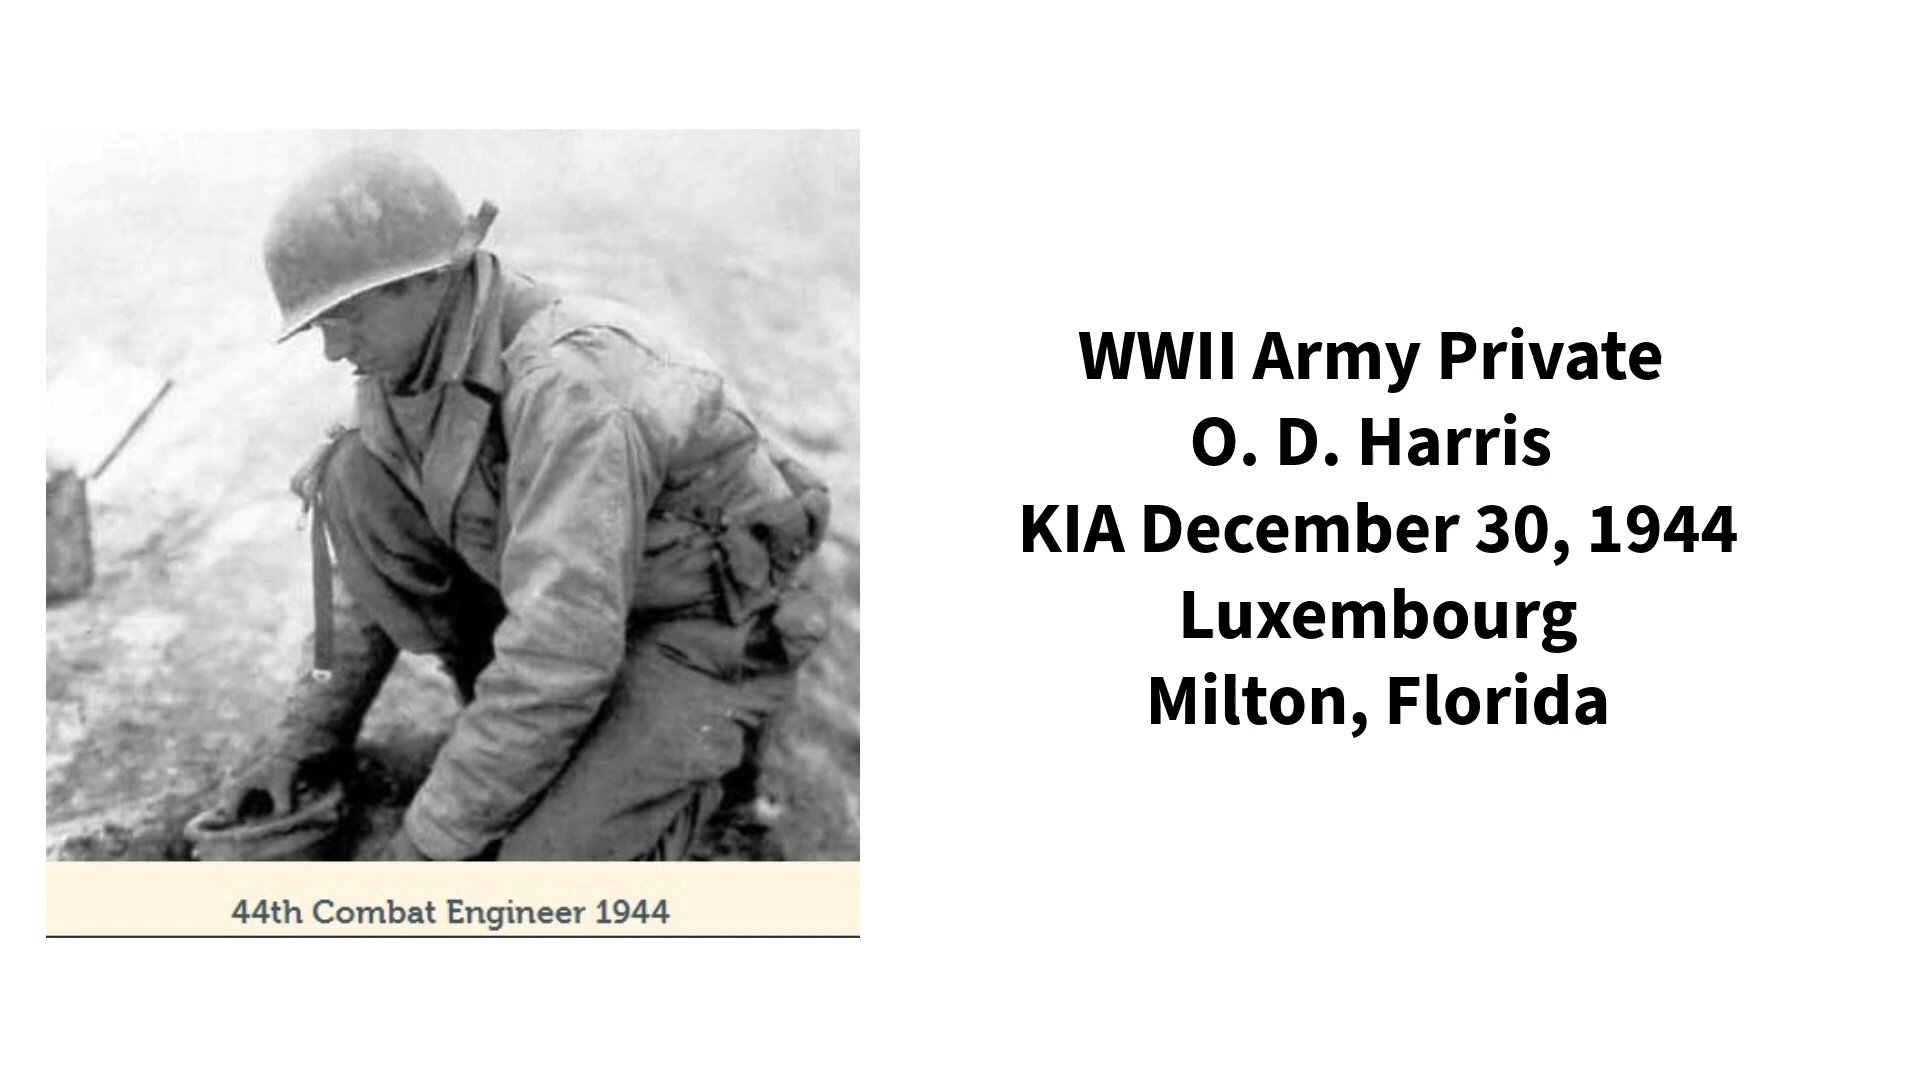 44th Combat Engineer 1944
WWII Army Private
O. D. Harris
KIA December 30, 1944
Luxembourg
Milton, Florida